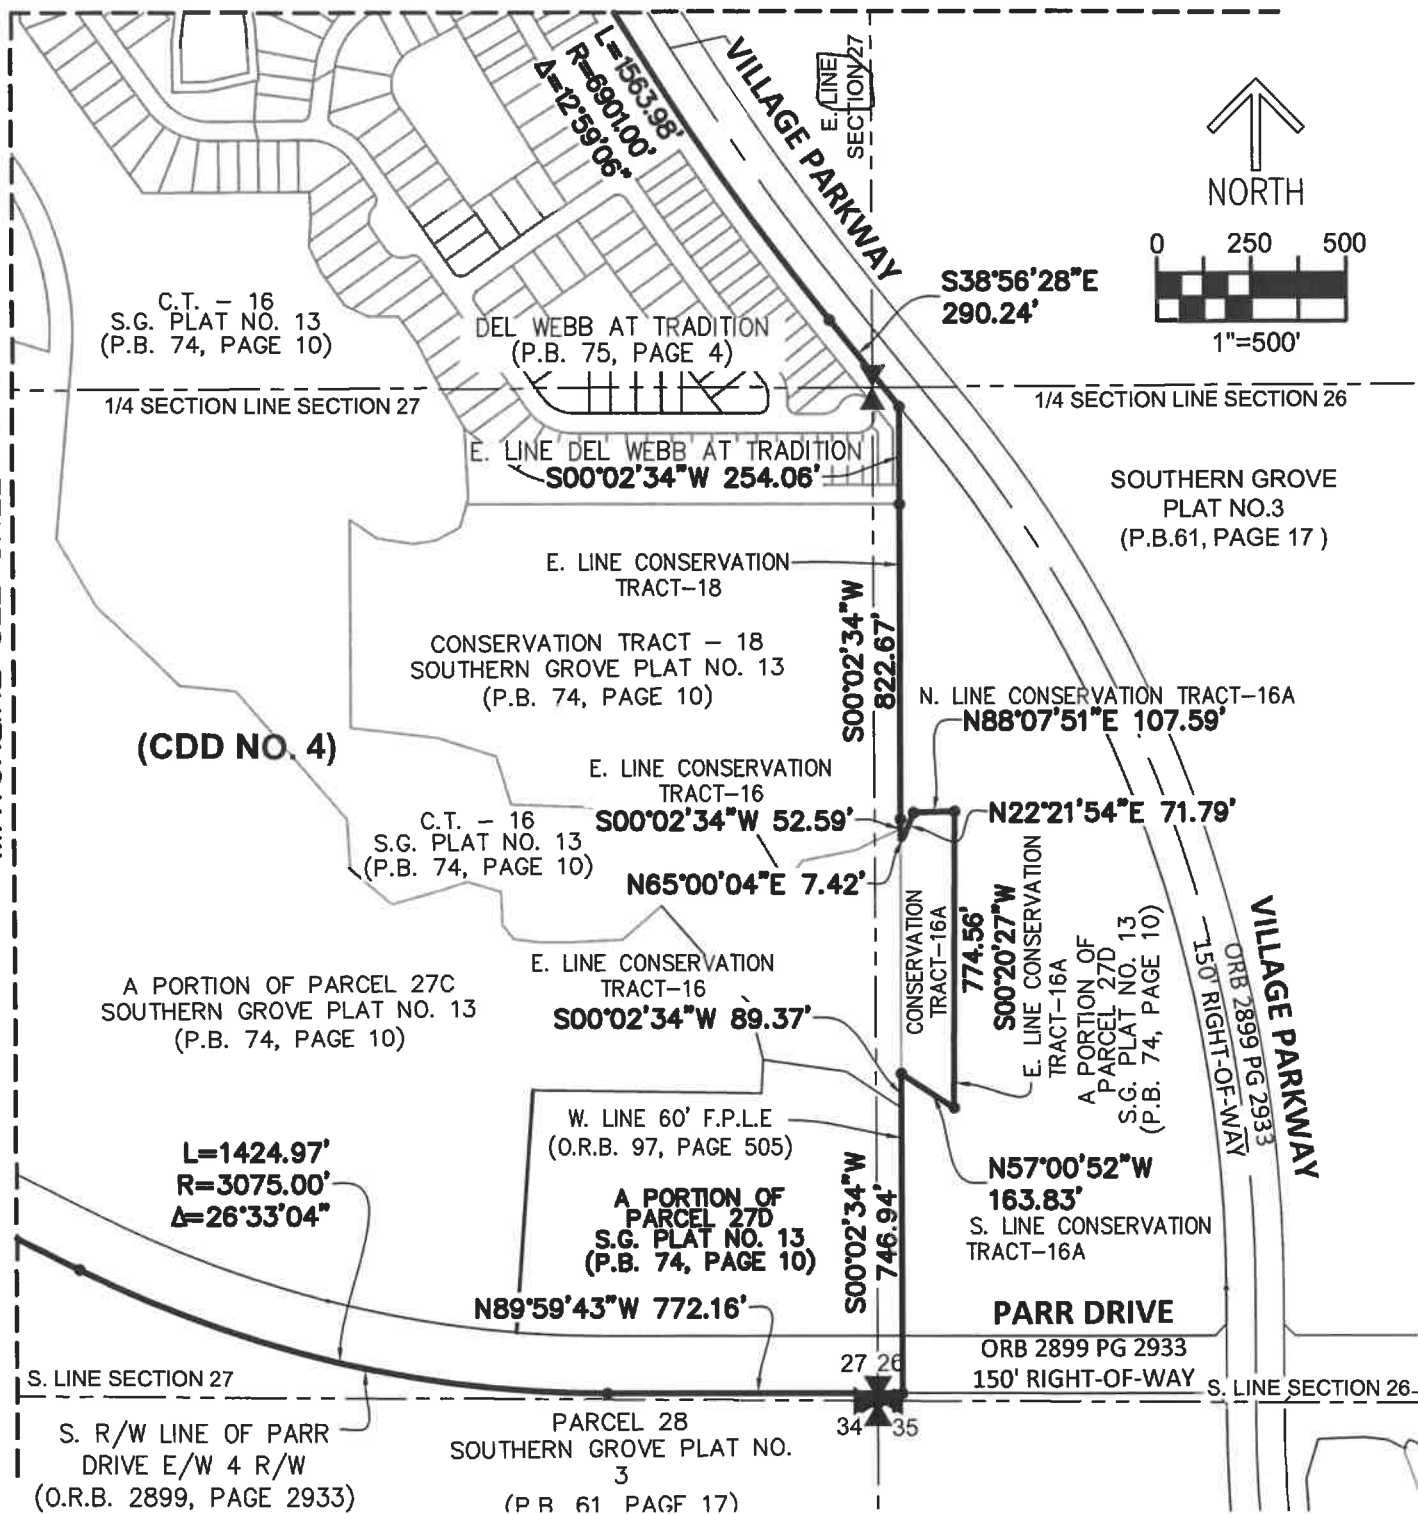 L=1563.98'
R=6901.00'
Δ=12°59'06"
VILLAGE PARKWAY
E. LINE
SECTION 27
NORTH
0 250 500
1"=500'
S38°56'28"E
290.24'
C.T. - 16
S.G. PLAT NO. 13
(P.B. 74, PAGE 10)
DEL WEBB AT TRADITION
(P.B. 75, PAGE 4)
1/4 SECTION LINE SECTION 27
1/4 SECTION LINE SECTION 26
E. LINE DEL WEBB AT TRADITION
S00°02'34"W 254.06'
SOUTHERN GROVE
PLAT NO.3
(P.B.61, PAGE 17 )
E. LINE CONSERVATION
TRACT-18
S00°02'34"W
822.67'
CONSERVATION TRACT - 18
SOUTHERN GROVE PLAT NO. 13
(P.B. 74, PAGE 10)
N. LINE CONSERVATION TRACT-16A
N88°07'51"E 107.59'
(CDD NO. 4)
E. LINE CONSERVATION
TRACT-16
S00°02'34"W 52.59'
N22°21'54"E 71.79'
C.T. - 16
S.G. PLAT NO. 13
(P.B. 74, PAGE 10)
N65°00'04"E 7.42'
CONSERVATION
TRACT-16A
774.56'
S00°20'27"W
E. LINE CONSERVATION
TRACT-16A
A PORTION OF
PARCEL 27D
S.G. PLAT NO. 13
(P.B. 74, PAGE 10)
VILLAGE PARKWAY
ORB 2899 PG 2933
150' RIGHT-OF-WAY
A PORTION OF PARCEL 27C
SOUTHERN GROVE PLAT NO. 13
(P.B. 74, PAGE 10)
E. LINE CONSERVATION
TRACT-16
S00°02'34"W 89.37'
W. LINE 60' F.P.L.E
(O.R.B. 97, PAGE 505)
L=1424.97'
R=3075.00'
Δ=26°33'04"
A PORTION OF
PARCEL 27D
S.G. PLAT NO. 13
(P.B. 74, PAGE 10)
S00°02'34"W
746.94'
N57°00'52"W
163.83'
S. LINE CONSERVATION
TRACT-16A
N89°59'43"W 772.16'
PARR DRIVE
ORB 2899 PG 2933
150' RIGHT-OF-WAY
27 26
34 35
S. LINE SECTION 27
S. LINE SECTION 26
S. R/W LINE OF PARR
DRIVE E/W 4 R/W
(O.R.B. 2899, PAGE 2933)
PARCEL 28
SOUTHERN GROVE PLAT NO.
3
(P.B. 61, PAGE 17)